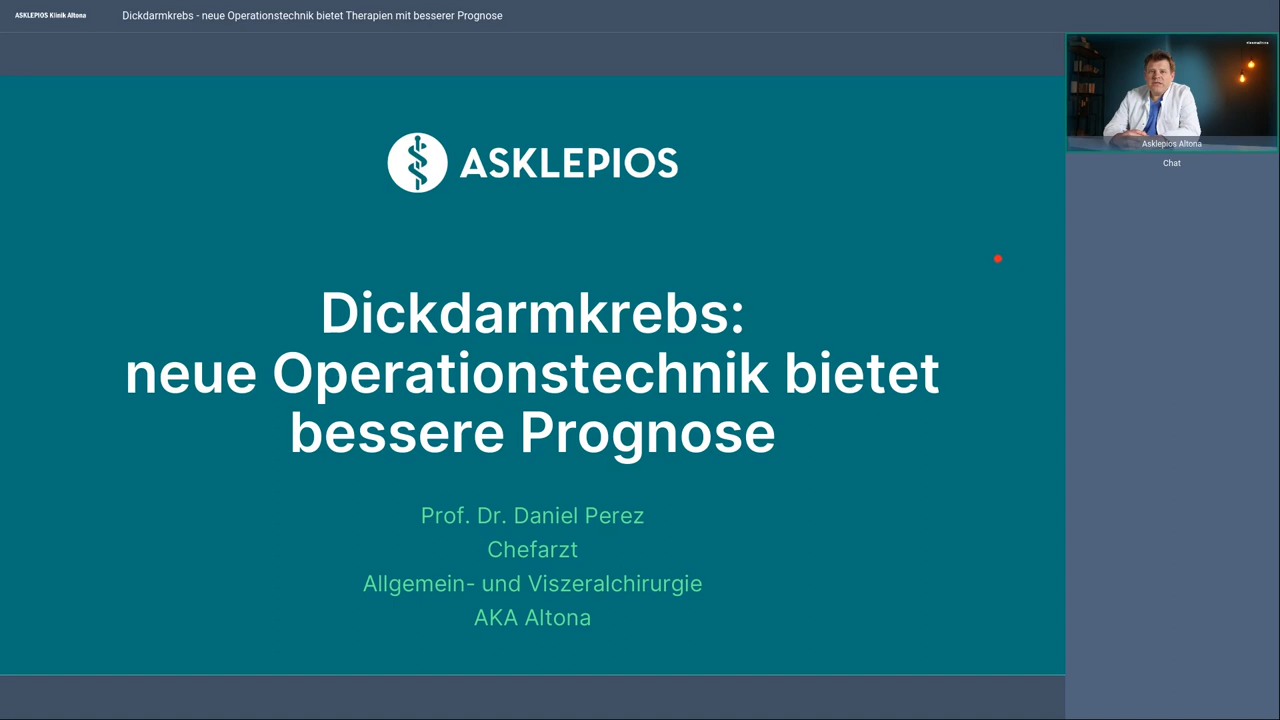 ASKLEPIOS Klinik Altona
Dickdarmkrebs - neue Operationstechnik bietet Therapien mit besserer Prognose
ASKLEPIOS
Dickdarmkrebs:
neue Operationstechnik bietet
bessere Prognose
Prof. Dr. Daniel Perez
Chefarzt
Allgemein- und Viszeralchirurgie
AKA Altona
Asklepios Altona
Chat